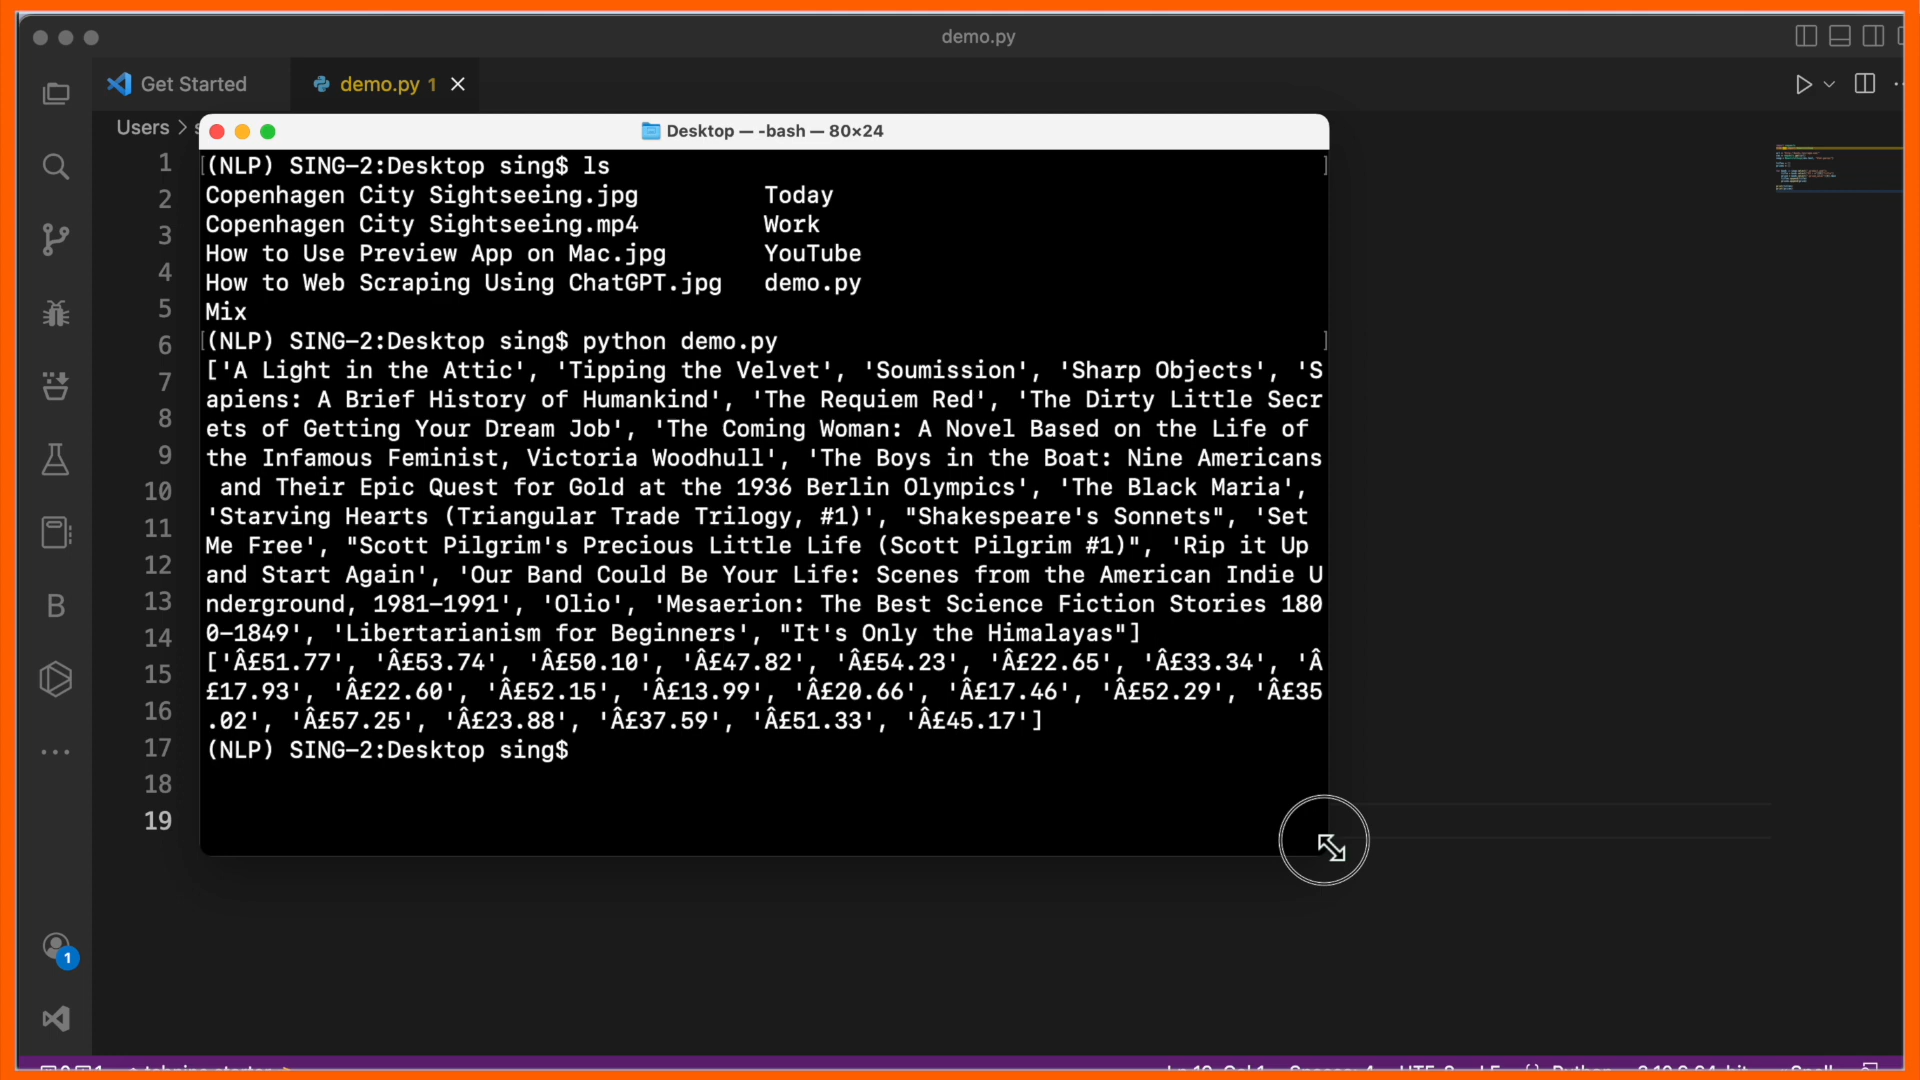 demo.py
Get Started
demo.py 1
Users >
Desktop — -bash — 80×24
1
2
3
4
5
6
7
8
9
10
11
12
13
14
15
16
17
18
19
[(NLP) SING-2:Desktop sing$ ls ]
Copenhagen City Sightseeing.jpg Today
Copenhagen City Sightseeing.mp4 Work
How to Use Preview App on Mac.jpg YouTube
How to Web Scraping Using ChatGPT.jpg demo.py
Mix
[(NLP) SING-2:Desktop sing$ python demo.py ]
['A Light in the Attic', 'Tipping the Velvet', 'Soumission', 'Sharp Objects', 'S
apiens: A Brief History of Humankind', 'The Requiem Red', 'The Dirty Little Secr
ets of Getting Your Dream Job', 'The Coming Woman: A Novel Based on the Life of
the Infamous Feminist, Victoria Woodhull', 'The Boys in the Boat: Nine Americans
and Their Epic Quest for Gold at the 1936 Berlin Olympics', 'The Black Maria',
'Starving Hearts (Triangular Trade Trilogy, #1)', "Shakespeare's Sonnets", 'Set
Me Free', "Scott Pilgrim's Precious Little Life (Scott Pilgrim #1)", 'Rip it Up
and Start Again', 'Our Band Could Be Your Life: Scenes from the American Indie U
nderground, 1981-1991', 'Olio', 'Mesaerion: The Best Science Fiction Stories 180
0-1849', 'Libertarianism for Beginners', "It's Only the Himalayas"]
['Â£51.77', 'Â£53.74', 'Â£50.10', 'Â£47.82', 'Â£54.23', 'Â£22.65', 'Â£33.34', 'Â
£17.93', 'Â£22.60', 'Â£52.15', 'Â£13.99', 'Â£20.66', 'Â£17.46', 'Â£52.29', 'Â£35
.02', 'Â£57.25', 'Â£23.88', 'Â£37.59', 'Â£51.33', 'Â£45.17']
(NLP) SING-2:Desktop sing$
B
1